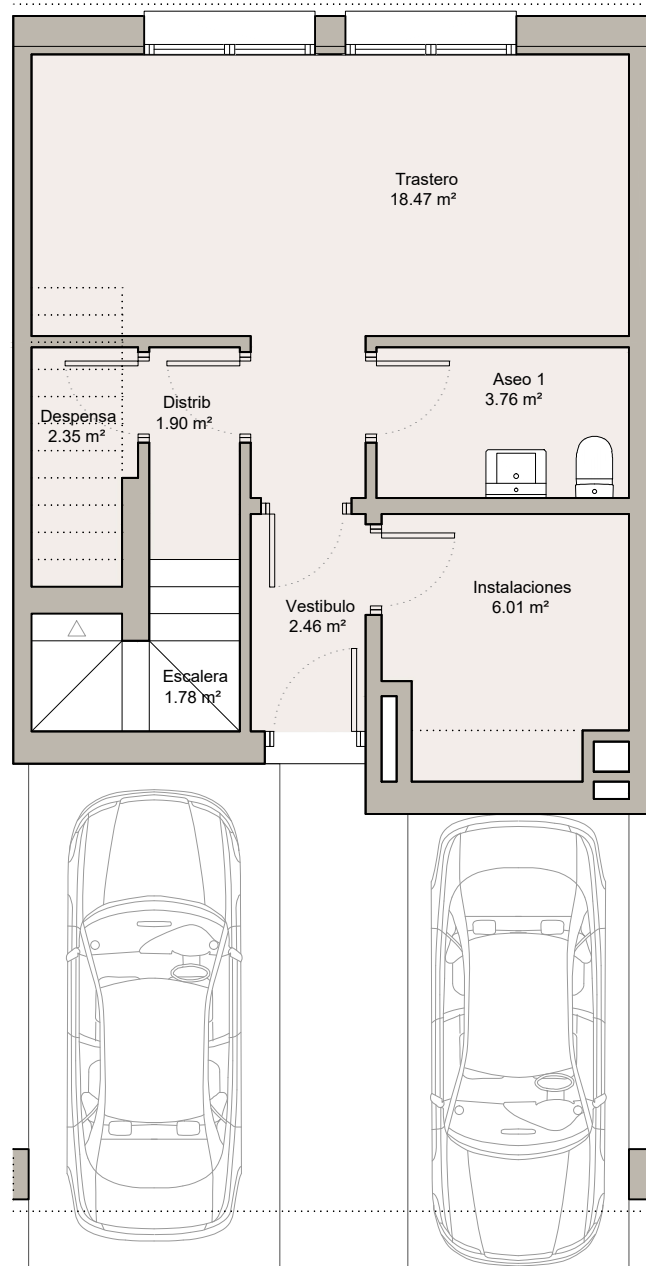 Trastero
18.47 m²
Aseo 1
3.76 m²
Despensa
2.35 m²
Distrib
1.90 m²
Instalaciones
6.01 m²
Vestibulo
2.46 m²
Escalera
1.78 m²